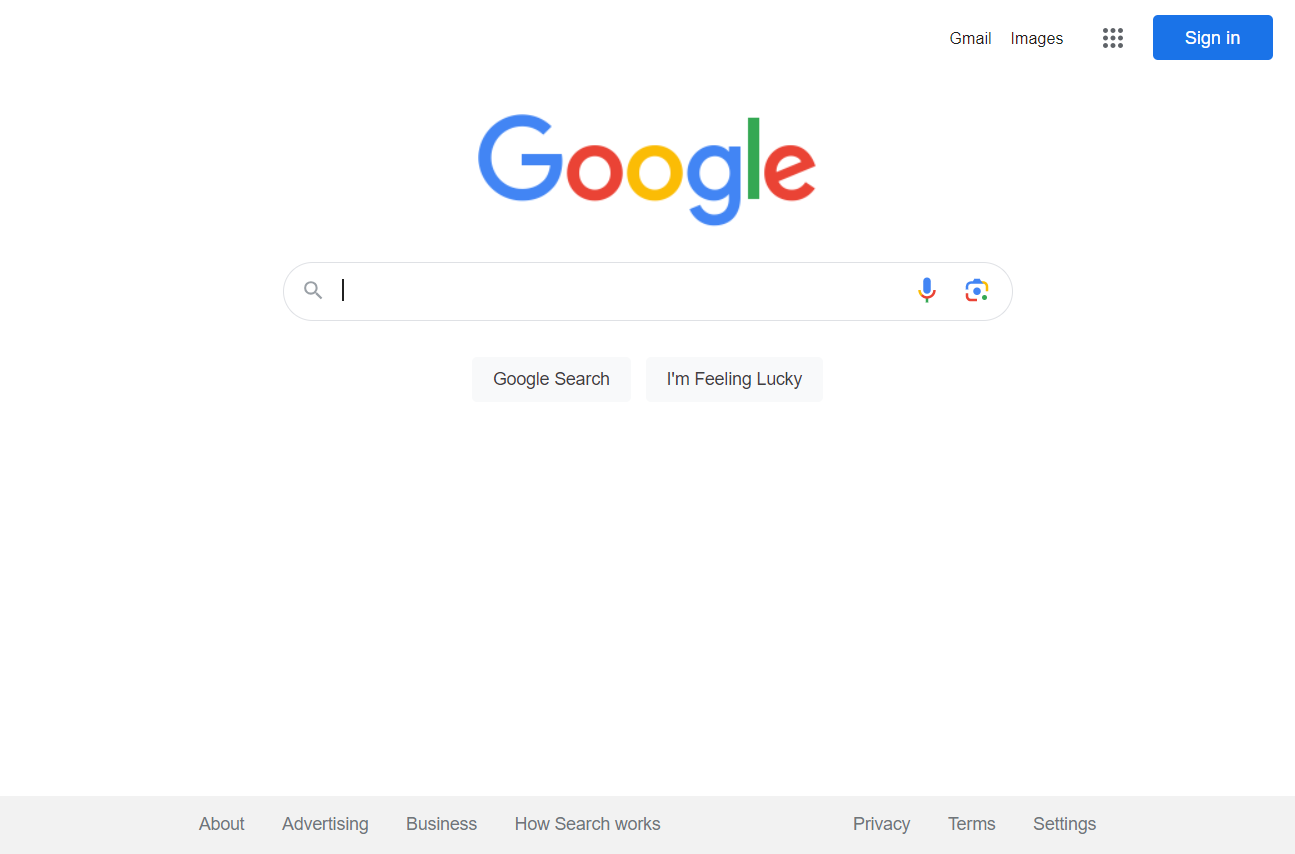 Gmail Images Sign in
Google
Google Search I'm Feeling Lucky
About Advertising Business How Search works Privacy Terms Settings